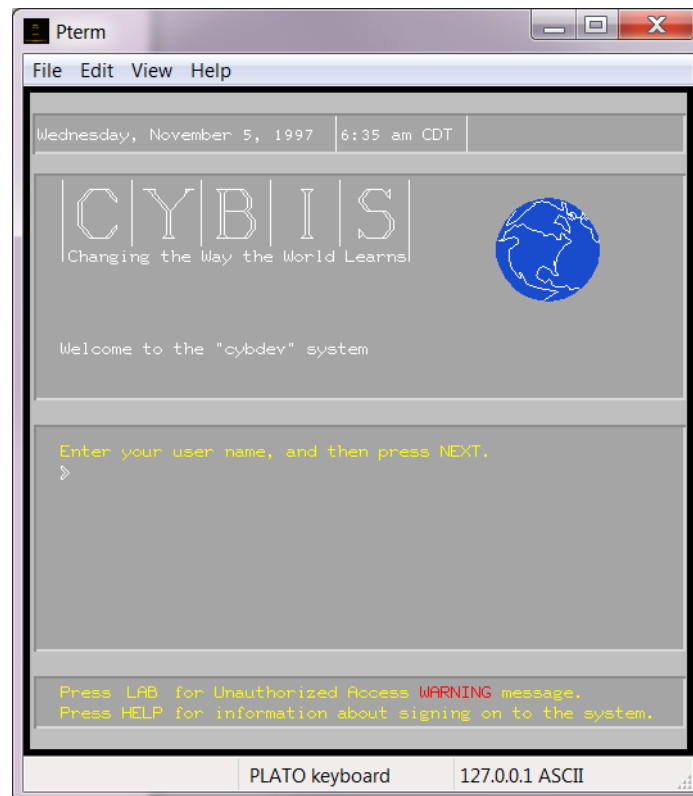 Pterm
File Edit View Help
Wednesday, November 5, 1997 6:35 am CDT
CYBIS
Changing the Way the World Learns
Welcome to the "cybdev" system
Enter your user name, and then press NEXT.
>
Press LAB for Unauthorized Access WARNING message.
Press HELP for information about signing on to the system.
PLATO keyboard 127.0.0.1 ASCII